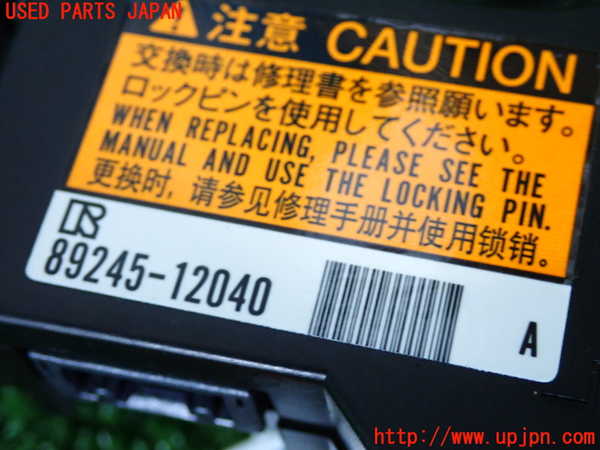 USED PARTS JAPAN
注意 CAUTION
交換時は修理書を参照願います。
ロックピンを使用してください。
WHEN REPLACING, PLEASE SEE THE
MANUAL AND USE THE LOCKING PIN.
更换时，请参见修理手册并使用锁销。
89245-12040
A
http://www.upjpn.com/